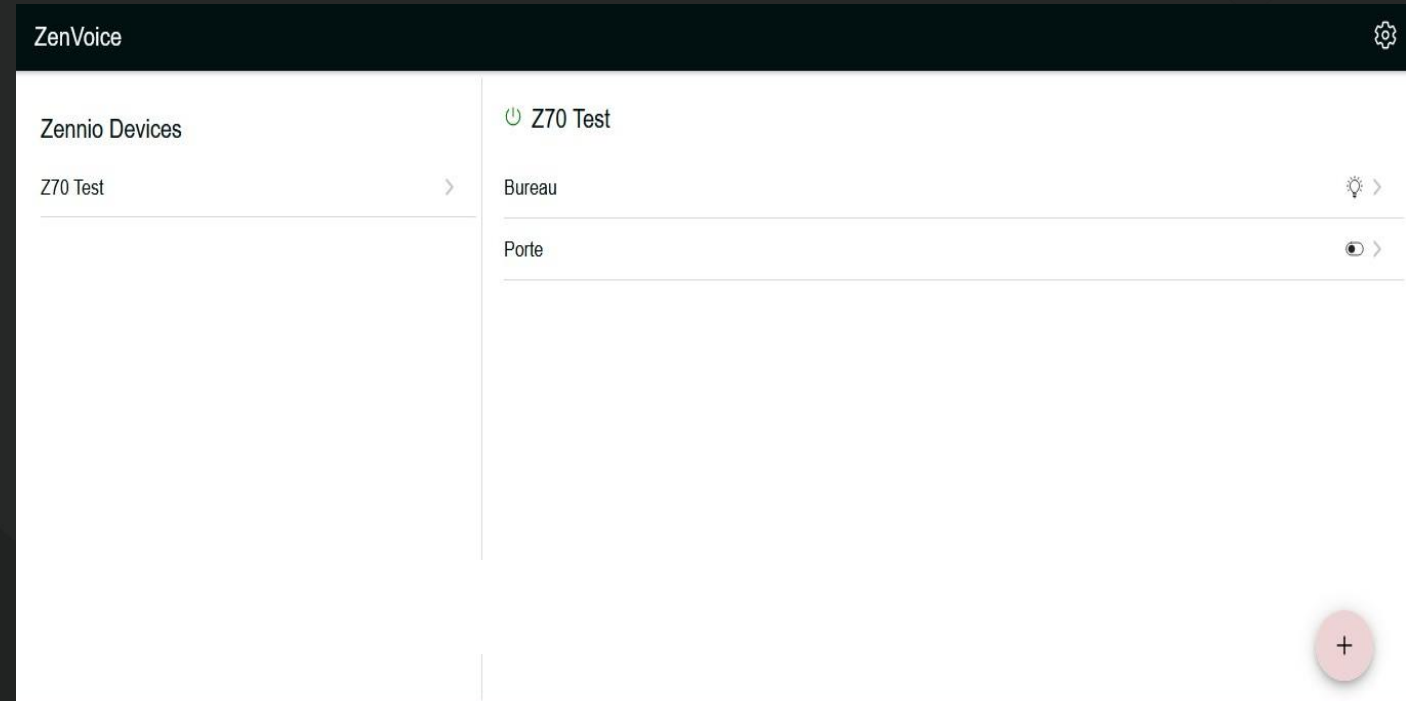 ZenVoice
Zennio Devices
Z70 Test
Z70 Test
Bureau
Porte